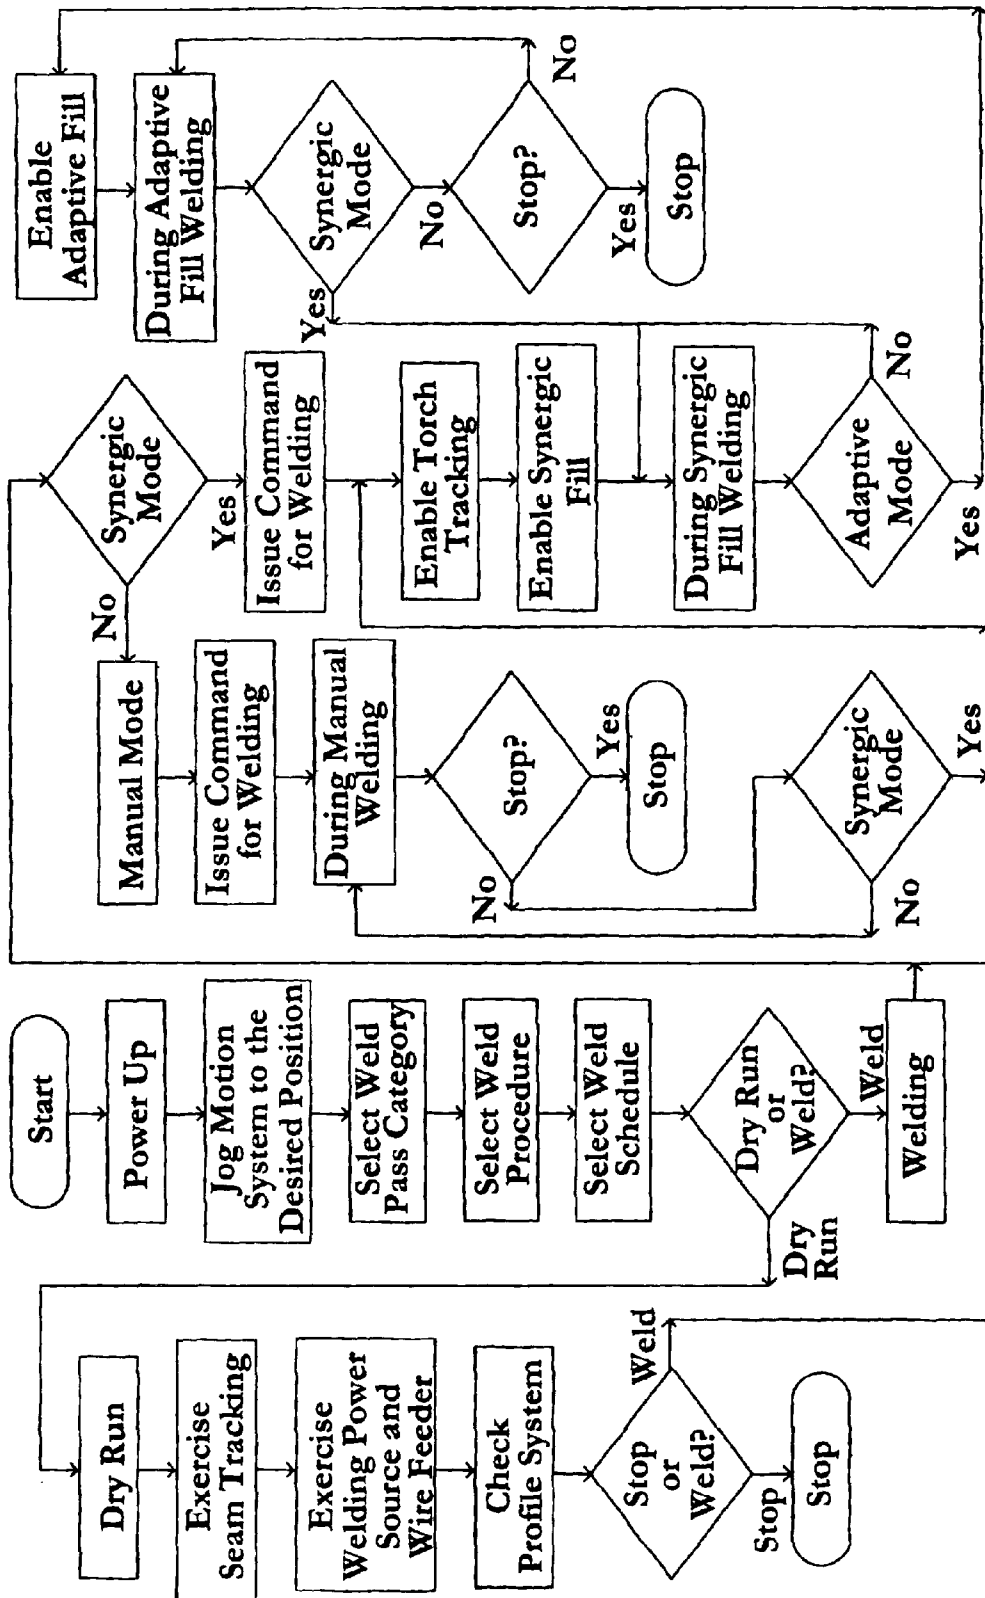 Start
Power Up
Jog Motion
System to the
Desired Position
Select Weld
Pass Category
Select Weld
Procedure
Select Weld
Schedule
Dry Run
or
Weld?
Dry
Run
Weld
Welding
Dry Run
Exercise
Seam Tracking
Exercise
Welding Power
Source and
Wire Feeder
Check
Profile System
Stop
or
Weld?
Weld
Stop
Stop
Synergic
Mode
No
Yes
Manual Mode
Issue Command
for Welding
During Manual
Welding
Stop?
No
Yes
Stop
Synergic
Mode
No
Yes
Issue Command
for Welding
Enable Torch
Tracking
Enable Synergic
Fill
During Synergic
Fill Welding
Adaptive
Mode
No
Yes
Enable
Adaptive Fill
During Adaptive
Fill Welding
Synergic
Mode
Yes
No
Stop?
No
Yes
Stop